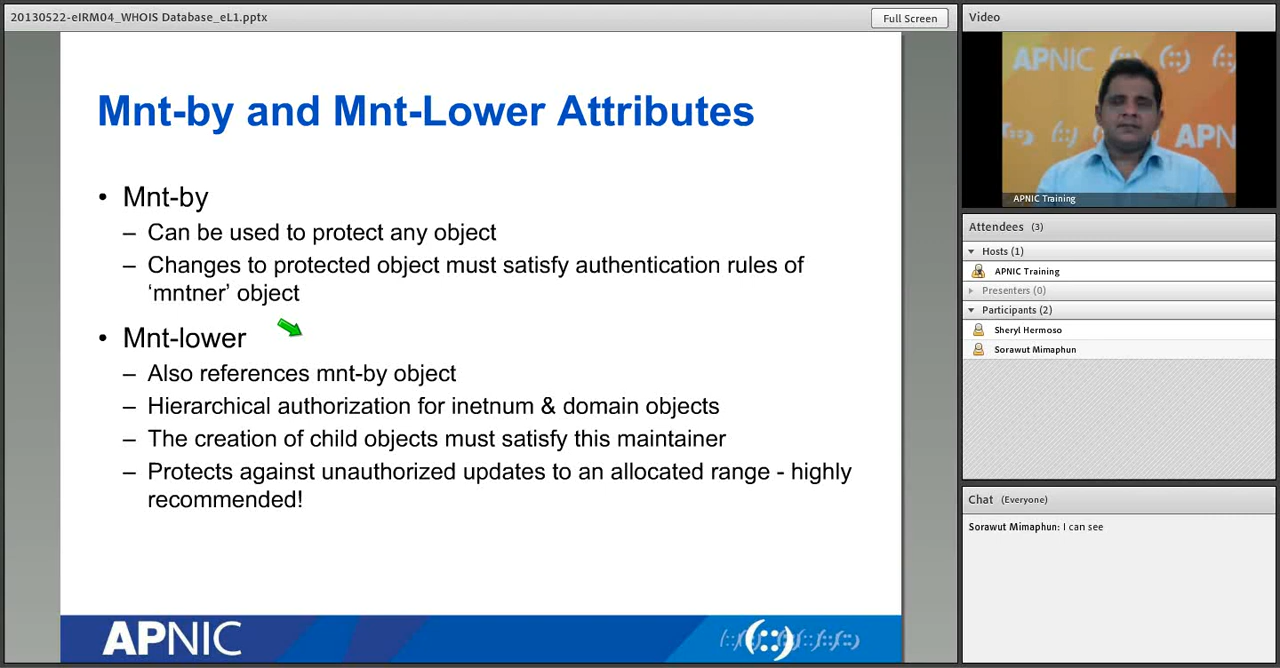 20130522-eIRM04_WHOIS Database_eL1.pptx
Full Screen
Mnt-by and Mnt-Lower Attributes
• Mnt-by
– Can be used to protect any object
– Changes to protected object must satisfy authentication rules of
‘mntner’ object
• Mnt-lower
– Also references mnt-by object
– Hierarchical authorization for inetnum & domain objects
– The creation of child objects must satisfy this maintainer
– Protects against unauthorized updates to an allocated range - highly
recommended!
APNIC
Video
APNIC
APN
APNIC Training
Attendees (3)
Hosts (1)
APNIC Training
Presenters (0)
Participants (2)
Sheryl Hermoso
Sorawut Mimaphun
Chat (Everyone)
Sorawut Mimaphun: I can see